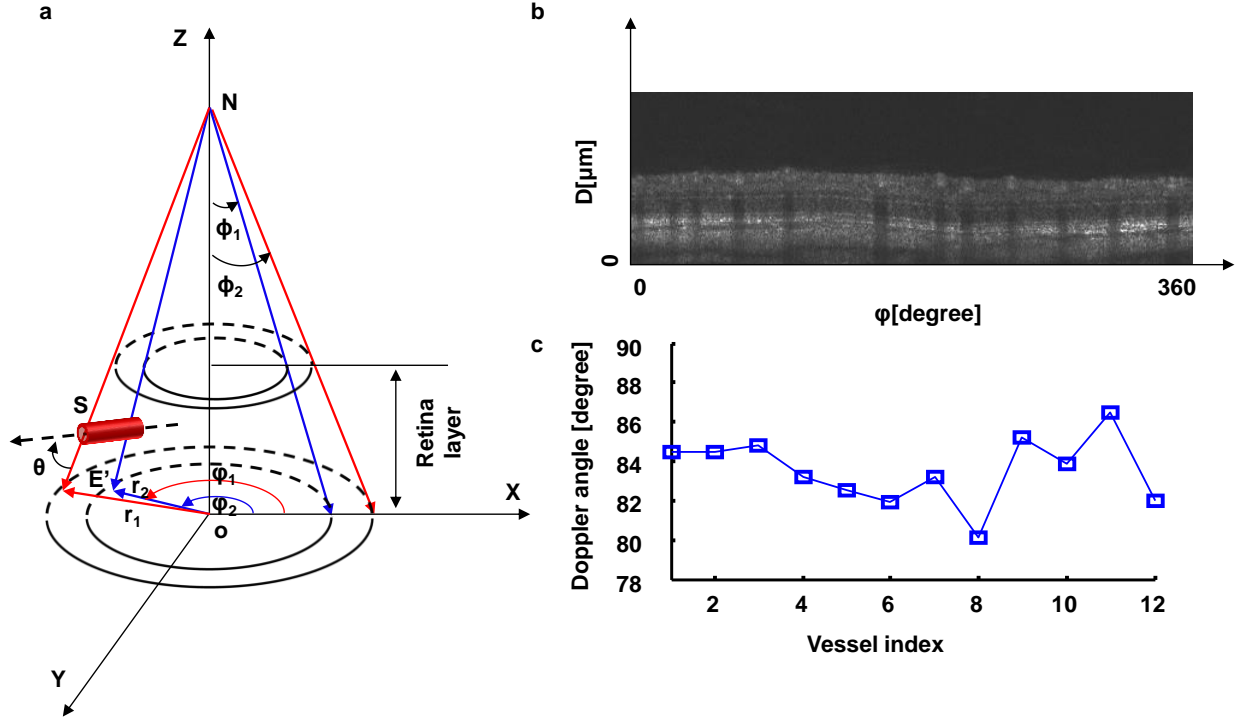 a
Z
N
ϕ1
ϕ2
S
θ
E’
r2
r1
φ1
φ2
o
X
Y
Retina
layer
b
D[µm]
0
0
360
φ[degree]
c
90
88
86
84
82
80
78
Doppler angle [degree]
2
4
6
8
10
12
Vessel index